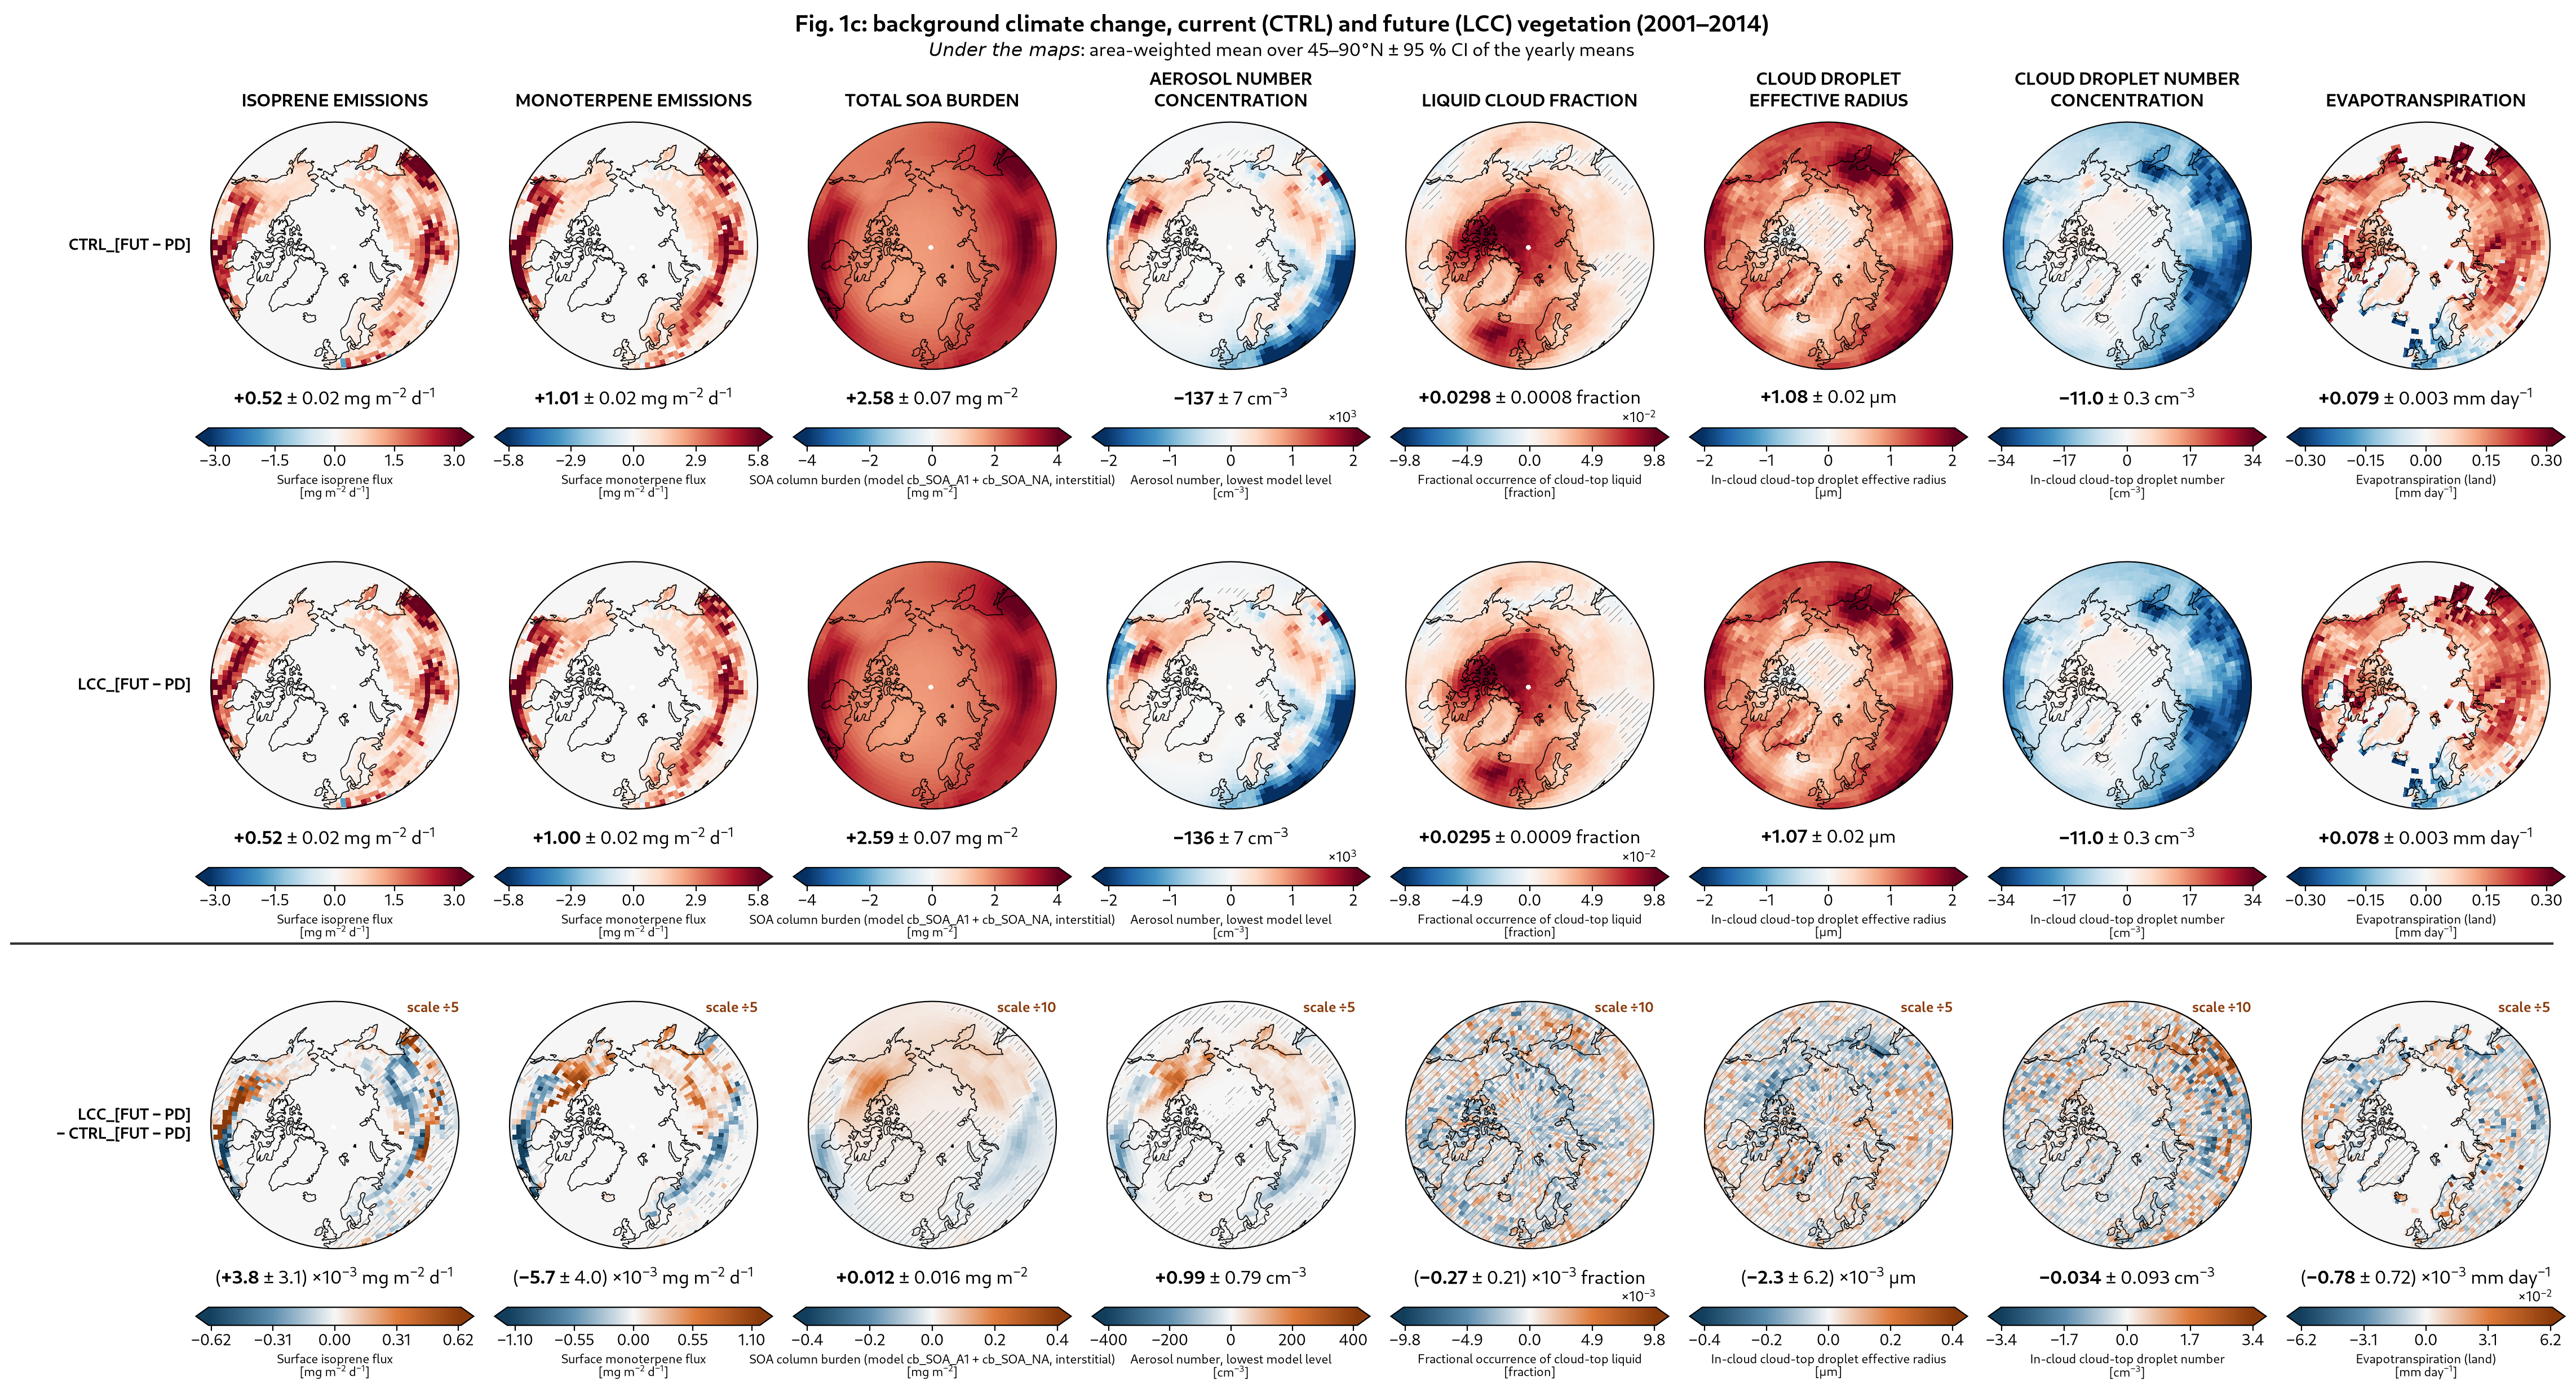 Fig. 1c: background climate change, current (CTRL) and future (LCC) vegetation (2001–2014)
Under the maps: area-weighted mean over 45–90°N ± 95 % CI of the yearly means
ISOPRENE EMISSIONS
MONOTERPENE EMISSIONS
TOTAL SOA BURDEN
AEROSOL NUMBER
CONCENTRATION
LIQUID CLOUD FRACTION
CLOUD DROPLET
EFFECTIVE RADIUS
CLOUD DROPLET NUMBER
CONCENTRATION
EVAPOTRANSPIRATION
CTRL_[FUT – PD]
+0.52 ± 0.02 mg m⁻² d⁻¹
+1.01 ± 0.02 mg m⁻² d⁻¹
+2.58 ± 0.07 mg m⁻²
−137 ± 7 cm⁻³
+0.0298 ± 0.0008 fraction
+1.08 ± 0.02 µm
−11.0 ± 0.3 cm⁻³
+0.079 ± 0.003 mm day⁻¹
×10³
×10⁻²
−3.0 −1.5 0.0 1.5 3.0
−5.8 −2.9 0.0 2.9 5.8
−4 −2 0 2 4
−2 −1 0 1 2
−9.8 −4.9 0.0 4.9 9.8
−2 −1 0 1 2
−34 −17 0 17 34
−0.30 −0.15 0.00 0.15 0.30
Surface isoprene flux
[mg m⁻² d⁻¹]
Surface monoterpene flux
[mg m⁻² d⁻¹]
SOA column burden (model cb_SOA_A1 + cb_SOA_NA, interstitial)
[mg m⁻²]
Aerosol number, lowest model level
[cm⁻³]
Fractional occurrence of cloud-top liquid
[fraction]
In-cloud cloud-top droplet effective radius
[µm]
In-cloud cloud-top droplet number
[cm⁻³]
Evapotranspiration (land)
[mm day⁻¹]
LCC_[FUT – PD]
+0.52 ± 0.02 mg m⁻² d⁻¹
+1.00 ± 0.02 mg m⁻² d⁻¹
+2.59 ± 0.07 mg m⁻²
−136 ± 7 cm⁻³
+0.0295 ± 0.0009 fraction
+1.07 ± 0.02 µm
−11.0 ± 0.3 cm⁻³
+0.078 ± 0.003 mm day⁻¹
×10³
×10⁻²
−3.0 −1.5 0.0 1.5 3.0
−5.8 −2.9 0.0 2.9 5.8
−4 −2 0 2 4
−2 −1 0 1 2
−9.8 −4.9 0.0 4.9 9.8
−2 −1 0 1 2
−34 −17 0 17 34
−0.30 −0.15 0.00 0.15 0.30
Surface isoprene flux
[mg m⁻² d⁻¹]
Surface monoterpene flux
[mg m⁻² d⁻¹]
SOA column burden (model cb_SOA_A1 + cb_SOA_NA, interstitial)
[mg m⁻²]
Aerosol number, lowest model level
[cm⁻³]
Fractional occurrence of cloud-top liquid
[fraction]
In-cloud cloud-top droplet effective radius
[µm]
In-cloud cloud-top droplet number
[cm⁻³]
Evapotranspiration (land)
[mm day⁻¹]
scale ÷5
scale ÷5
scale ÷10
scale ÷5
scale ÷10
scale ÷5
scale ÷10
scale ÷5
LCC_[FUT – PD]
– CTRL_[FUT – PD]
(+3.8 ± 3.1) ×10⁻³ mg m⁻² d⁻¹
(−5.7 ± 4.0) ×10⁻³ mg m⁻² d⁻¹
+0.012 ± 0.016 mg m⁻²
+0.99 ± 0.79 cm⁻³
(−0.27 ± 0.21) ×10⁻³ fraction
(−2.3 ± 6.2) ×10⁻³ µm
−0.034 ± 0.093 cm⁻³
(−0.78 ± 0.72) ×10⁻³ mm day⁻¹
×10⁻³
×10⁻²
−0.62 −0.31 0.00 0.31 0.62
−1.10 −0.55 0.00 0.55 1.10
−0.4 −0.2 0.0 0.2 0.4
−400 −200 0 200 400
−9.8 −4.9 0.0 4.9 9.8
−0.4 −0.2 0.0 0.2 0.4
−3.4 −1.7 0.0 1.7 3.4
−6.2 −3.1 0.0 3.1 6.2
Surface isoprene flux
[mg m⁻² d⁻¹]
Surface monoterpene flux
[mg m⁻² d⁻¹]
SOA column burden (model cb_SOA_A1 + cb_SOA_NA, interstitial)
[mg m⁻²]
Aerosol number, lowest model level
[cm⁻³]
Fractional occurrence of cloud-top liquid
[fraction]
In-cloud cloud-top droplet effective radius
[µm]
In-cloud cloud-top droplet number
[cm⁻³]
Evapotranspiration (land)
[mm day⁻¹]